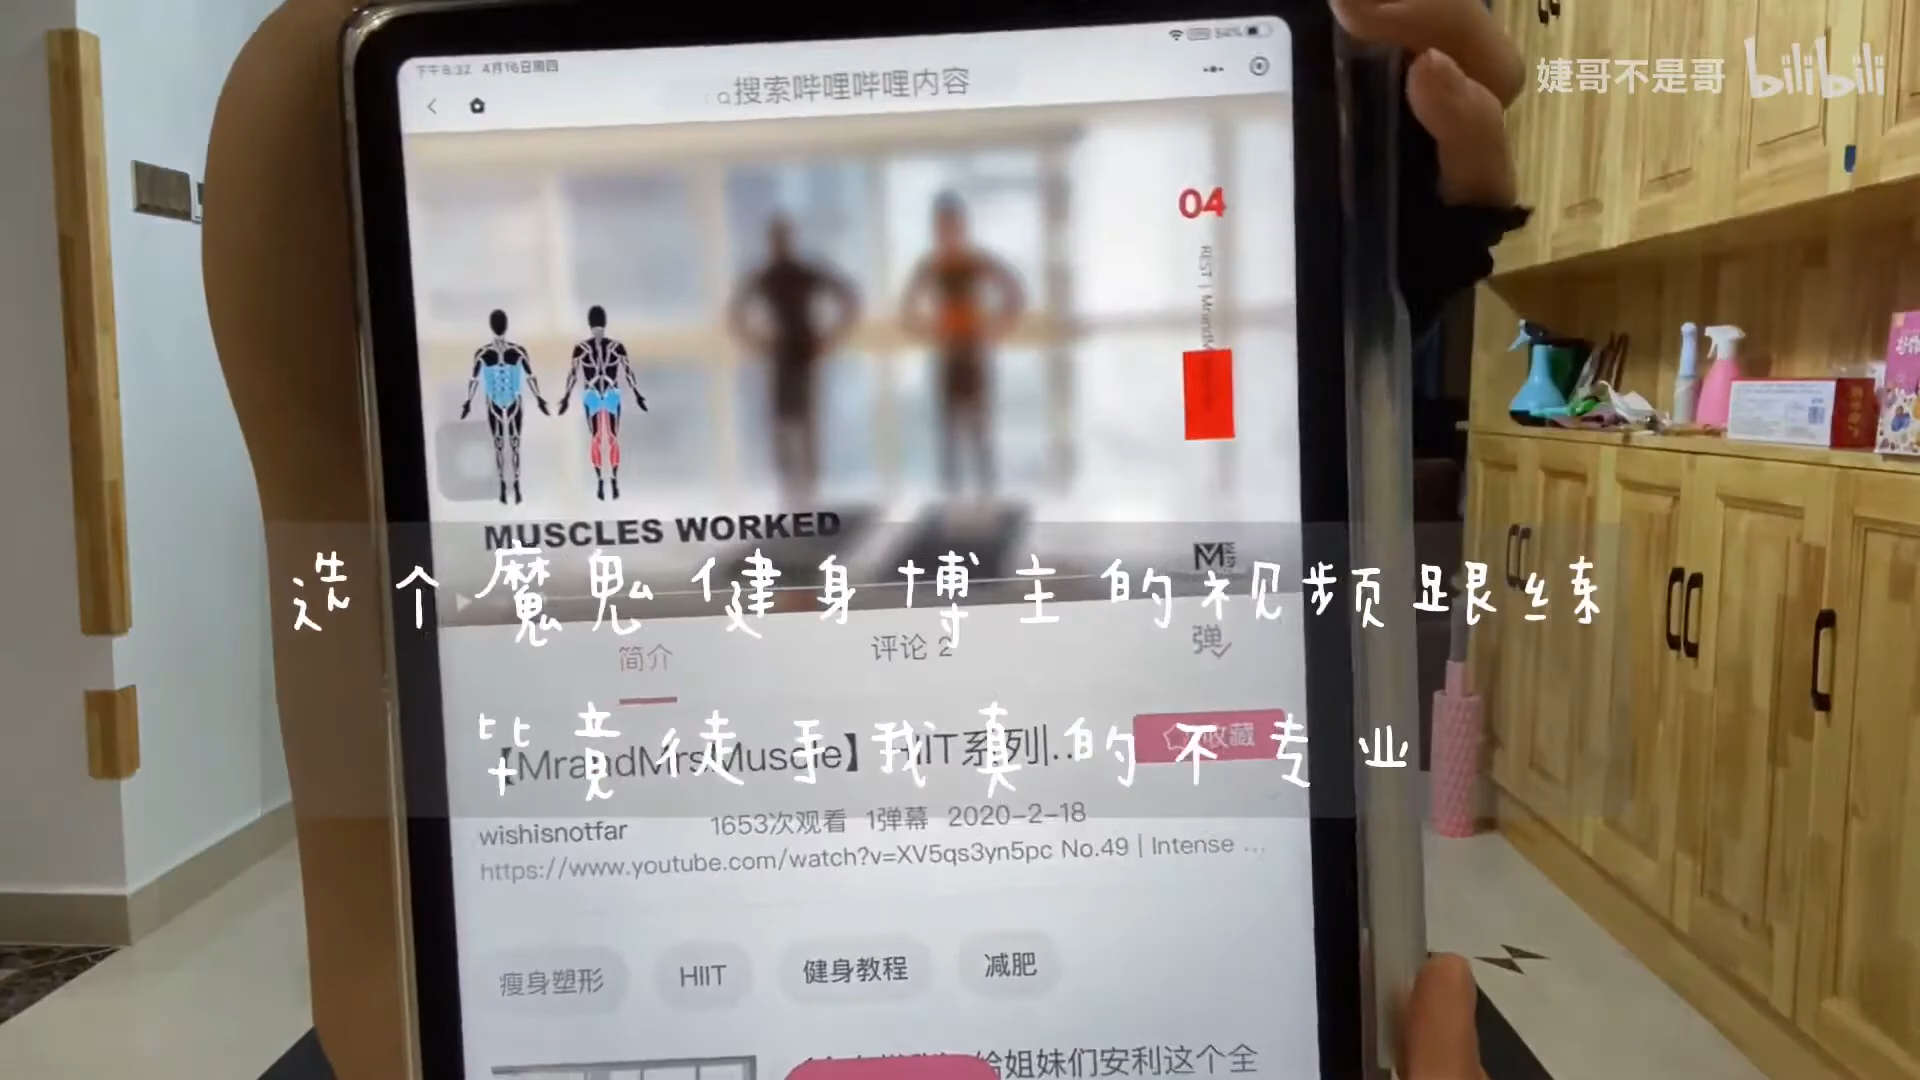 婕哥不是哥 bilibili
下午8:32 4月16日周四
54%
搜索哔哩哔哩内容
04
REST
MUSCLES WORKED
选个魔鬼健身博主的视频跟练
简介
评论 2
弹
毕竟徒手我真的不专业
【MrandMrsMuscle】HIIT系列|...
收藏
wishisnotfar 1653次观看 1弹幕 2020-2-18
https://www.youtube.com/watch?v=XV5qs3yn5pc No.49 | Intense ...
瘦身塑形 HIIT 健身教程 减肥
给姐妹们安利这个全